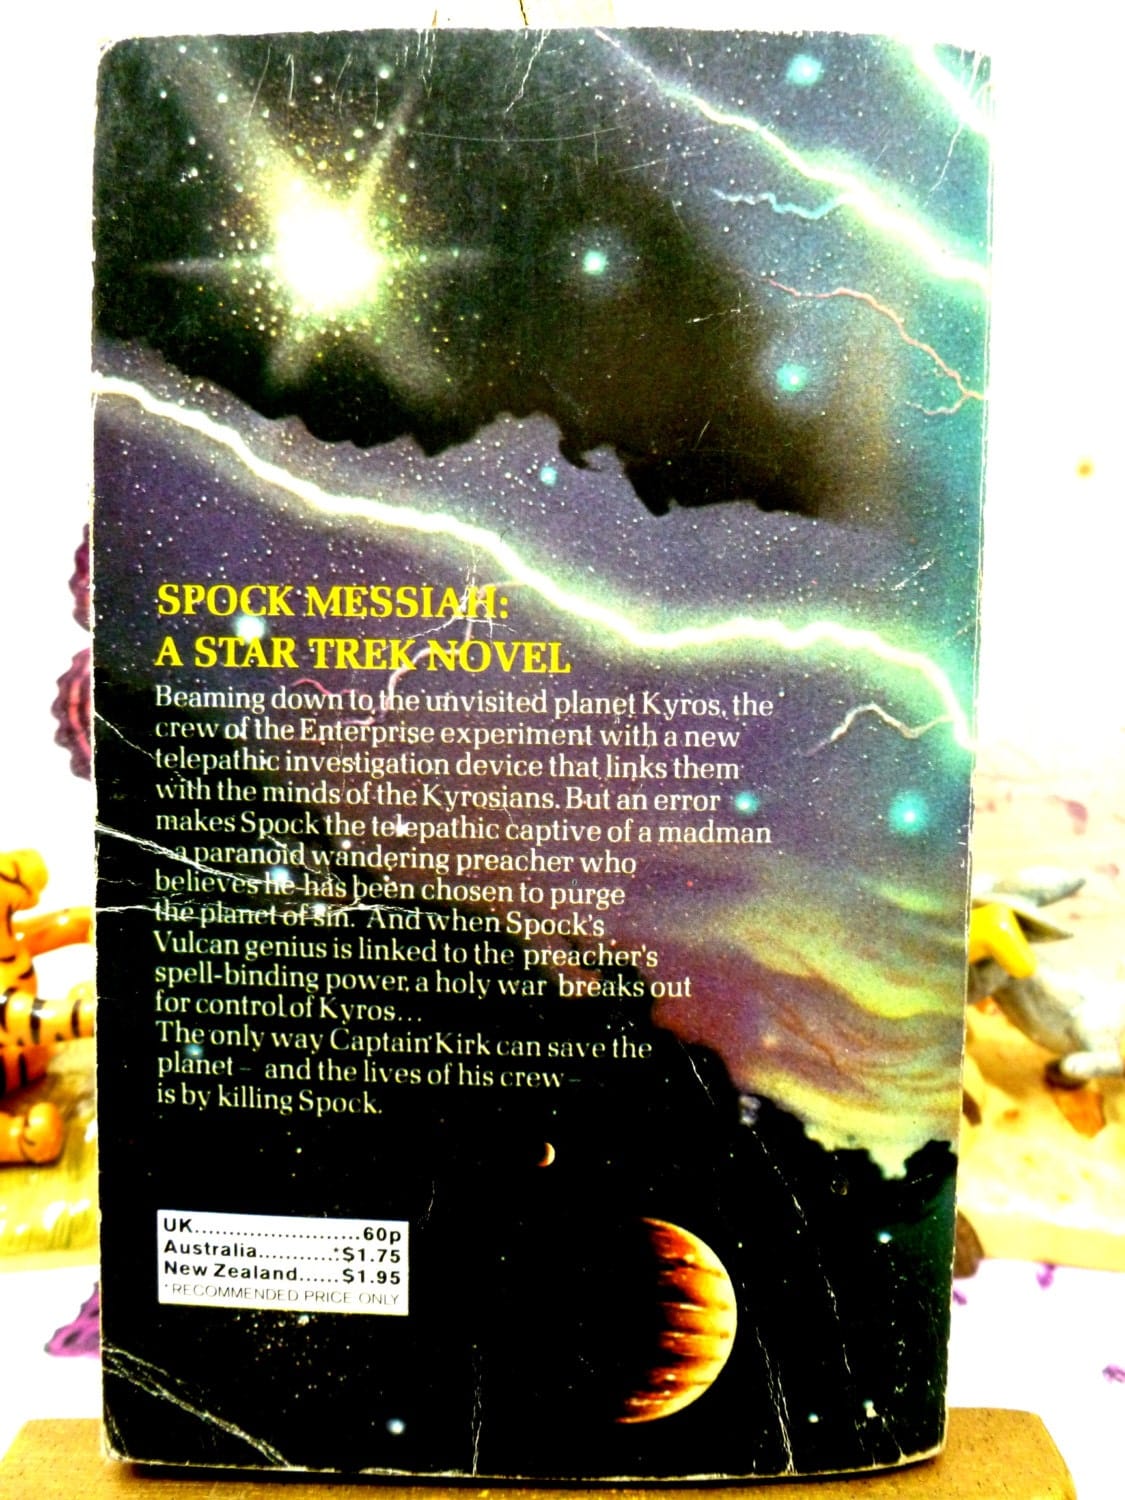 SPOCK MESSIAH:
A STAR TREK NOVEL
Beaming down to the unvisited planet Kyros, the
crew of the Enterprise experiment with a new
telepathic investigation device that links them
with the minds of the Kyrosians. But an error
makes Spock the telepathic captive of a madman
– a paranoid wandering preacher who
believes he has been chosen to purge
the planet of sin. And when Spock's
Vulcan genius is linked to the preacher's
spell-binding power, a holy war breaks out
for control of Kyros...
The only way Captain Kirk can save the
planet – and the lives of his crew –
is by killing Spock.
UK........................60p
Australia...........*$1.75
New Zealand......$1.95
*RECOMMENDED PRICE ONLY